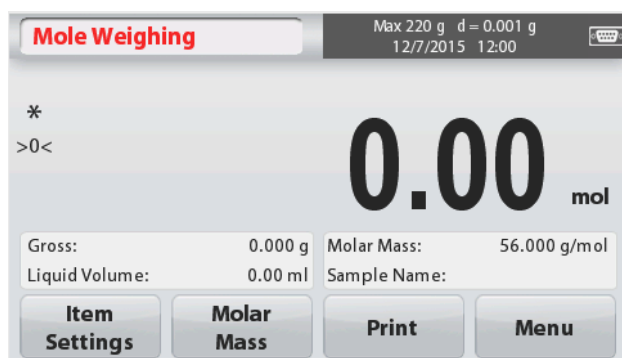 Mole Weighing
Max 220 g d = 0.001 g
12/7/2015 12:00
*
>0<
0.00 mol
Gross: 0.000 g
Liquid Volume: 0.00 ml
Molar Mass: 56.000 g/mol
Sample Name:
Item
Settings
Molar
Mass
Print
Menu